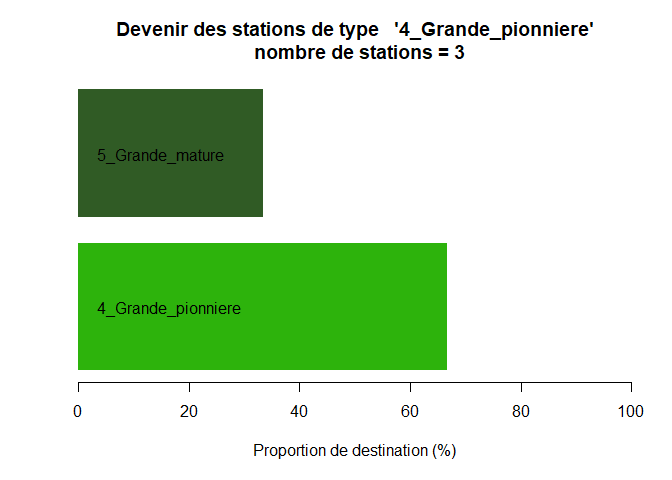 Devenir des stations de type   '4_Grande_pionniere'
nombre de stations = 3
5_Grande_mature
4_Grande_pionniere
0 20 40 60 80 100
Proportion de destination (%)